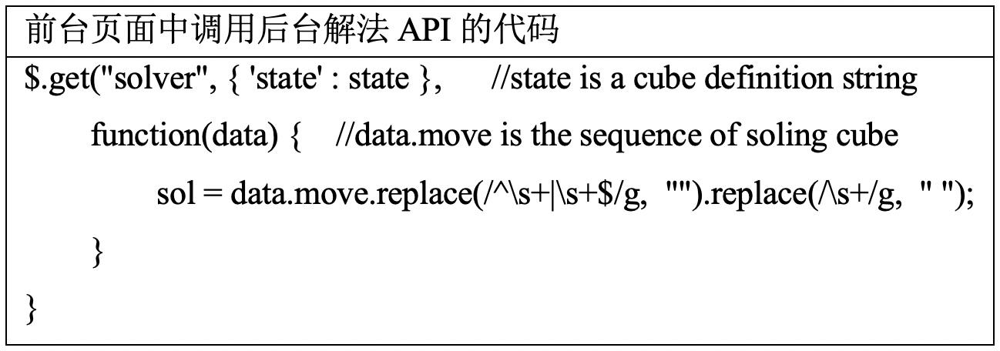 前台页面中调用后台解法 API 的代码
$.get("solver", { 'state' : state }, //state is a cube definition string
function(data) { //data.move is the sequence of soling cube
sol = data.move.replace(/^\s+|\s+$/g, "").replace(/\s+/g, " ");
}
}